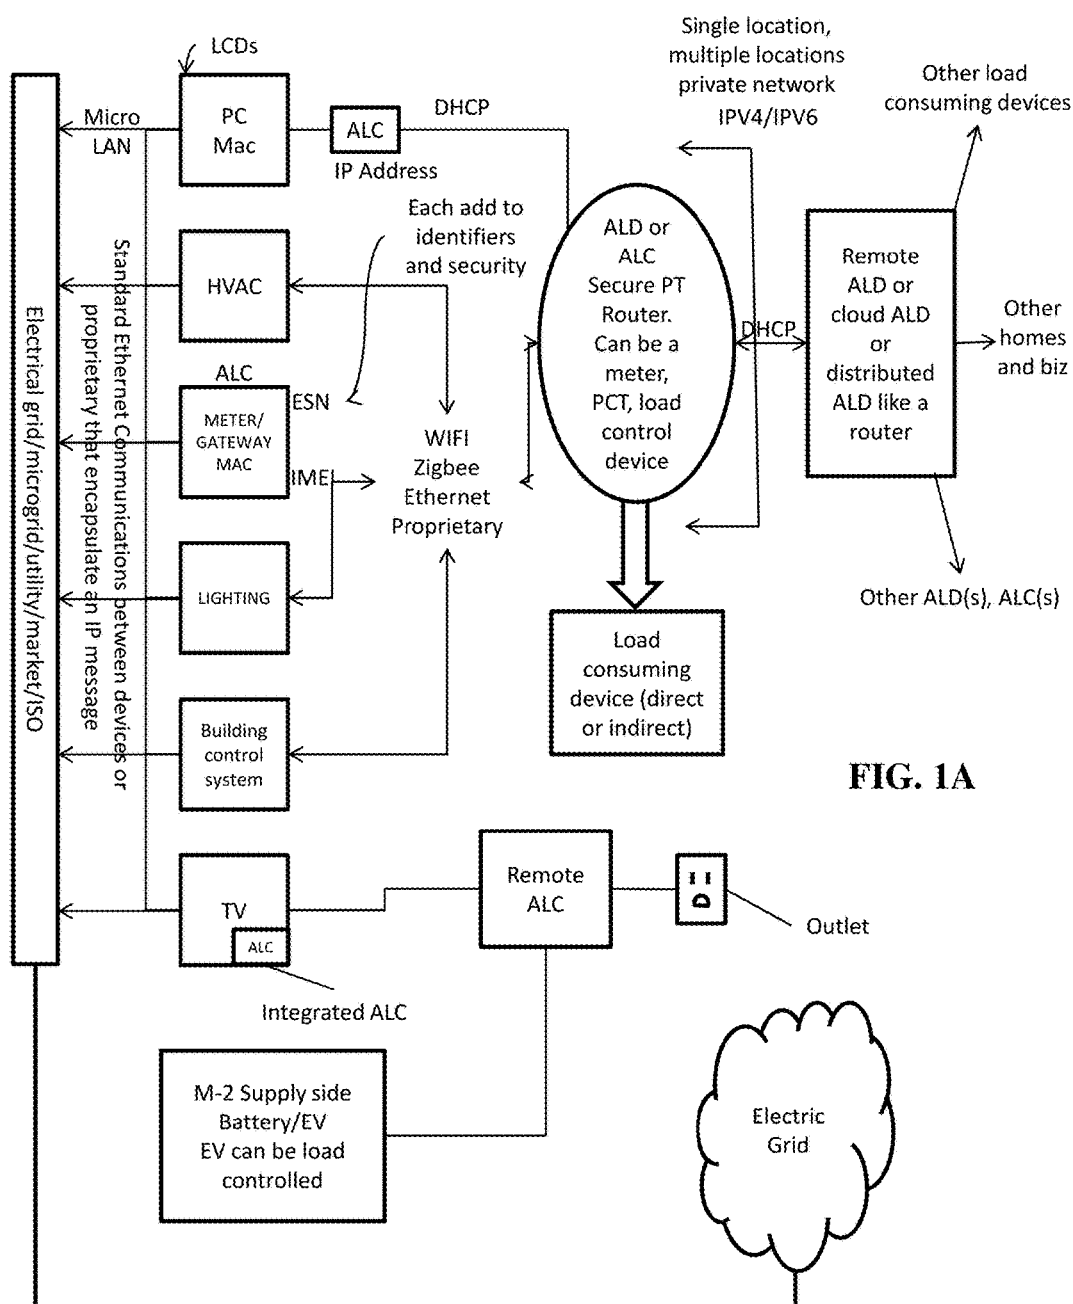 Single location,
multiple locations
private network
IPV4/IPV6
LCDs
Other load
consuming devices
Micro
LAN
PC
Mac
ALC
DHCP
IP Address
Each add to
identifiers
and security
ALD or
ALC
Secure PT
Router.
Can be a
meter,
PCT, load
control
device
DHCP
Remote
ALD or
cloud ALD
or
distributed
ALD like a
router
Other
homes
and biz
HVAC
Electrical grid/microgrid/utility/market/ISO
Standard Ethernet Communications between devices or
proprietary that encapsulate an IP message
ALC
METER/
GATEWAY
MAC
ESN
IMEI
WIFI
Zigbee
Ethernet
Proprietary
LIGHTING
Other ALD(s), ALC(s)
Load
consuming
device (direct
or indirect)
Building
control
system
FIG. 1A
TV
ALC
Integrated ALC
Remote
ALC
Outlet
M-2 Supply side
Battery/EV
EV can be load
controlled
Electric
Grid